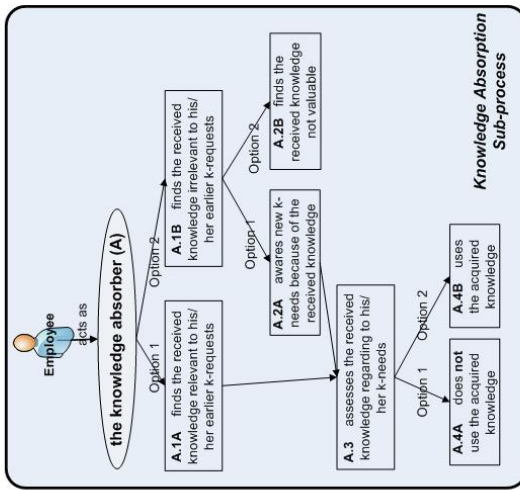 Employee
acts as
the knowledge absorber (A)
Option 1
Option 2
A.1A finds the received
knowledge relevant to his/
her earlier k-requests
A.1B finds the received
knowledge irrelevant to his/
her earlier k-requests
Option 1
Option 2
A.2A awares new k-
needs because of the
received knowledge
A.2B finds the
received knowledge
not valuable
A.3 assesses the received
knowledge regarding to his/
her k-needs
Option 1
Option 2
A.4A does not
use the acquired
knowledge
A.4B uses
the acquired
knowledge
Knowledge Absorption
Sub-process